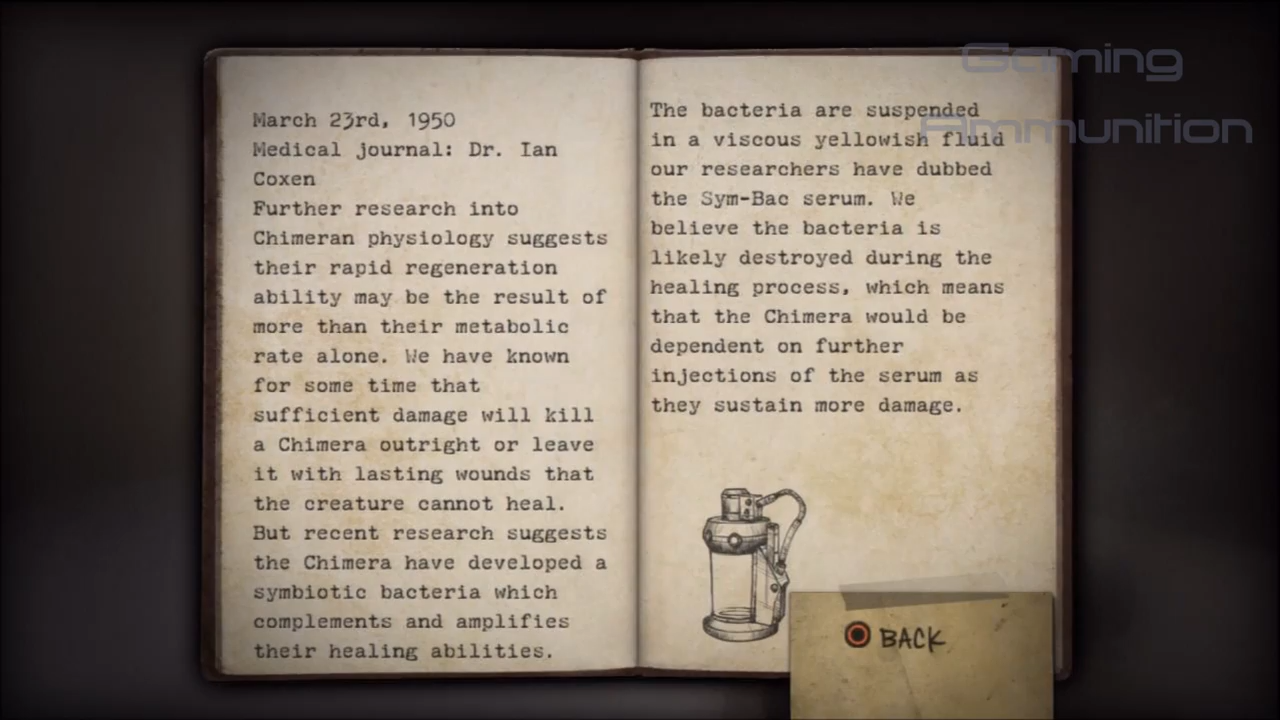 Gaming
Ammunition
March 23rd, 1950
Medical journal: Dr. Ian
Coxen
Further research into
Chimeran physiology suggests
their rapid regeneration
ability may be the result of
more than their metabolic
rate alone. We have known
for some time that
sufficient damage will kill
a Chimera outright or leave
it with lasting wounds that
the creature cannot heal.
But recent research suggests
the Chimera have developed a
symbiotic bacteria which
complements and amplifies
their healing abilities.
The bacteria are suspended
in a viscous yellowish fluid
our researchers have dubbed
the Sym-Bac serum. We
believe the bacteria is
likely destroyed during the
healing process, which means
that the Chimera would be
dependent on further
injections of the serum as
they sustain more damage.
BACK